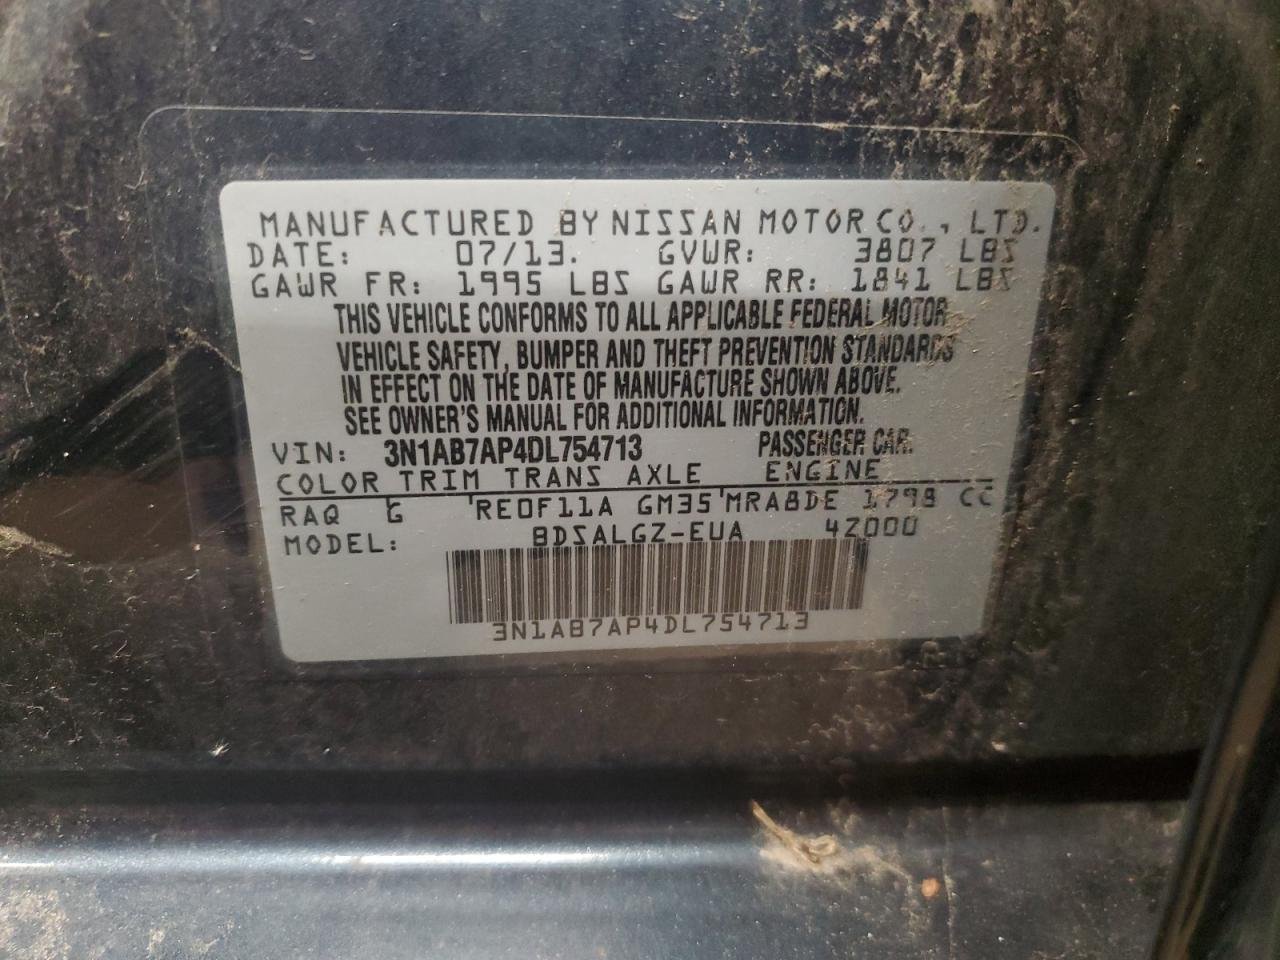 MANUFACTURED BY NISSAN MOTOR CO., LTD.
DATE: 07/13. GVWR: 3807 LBS
GAWR FR: 1995 LBS GAWR RR: 1841 LBS
THIS VEHICLE CONFORMS TO ALL APPLICABLE FEDERAL MOTOR
VEHICLE SAFETY, BUMPER AND THEFT PREVENTION STANDARDS
IN EFFECT ON THE DATE OF MANUFACTURE SHOWN ABOVE.
SEE OWNER'S MANUAL FOR ADDITIONAL INFORMATION.
VIN: 3N1AB7AP4DL754713 PASSENGER CAR.
COLOR TRIM TRANS AXLE ENGINE
RAQ G RE0F11A GM35 MRA8DE 1798 CC
MODEL: BDSALGZ-EUA 4Z000
3N1AB7AP4DL754713